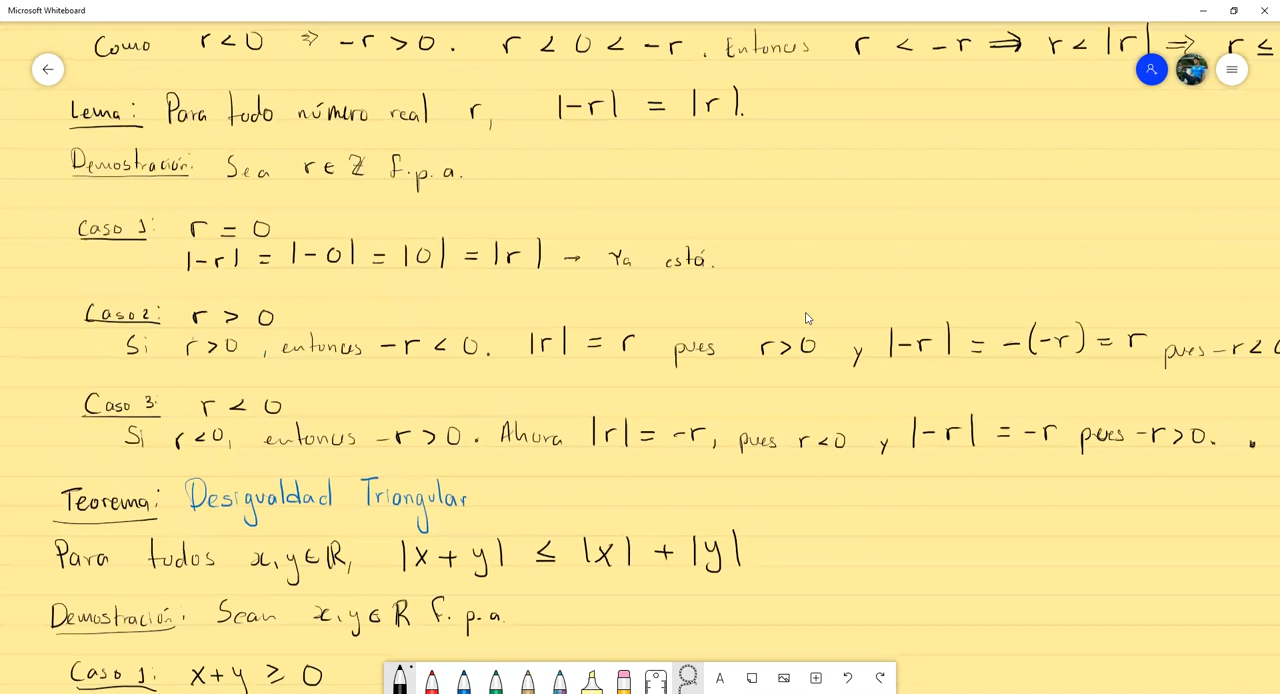 Microsoft Whiteboard
Como r < 0 ⇒ -r > 0. r < 0 < -r. Entonces r < -r ⇒ r < |r| ⇒ r ≤
Lema: Para todo número real r, |-r| = |r|.
Demostración: Sea r ∈ ℤ f.p.a.
Caso 1: r = 0
|-r| = |-0| = |0| = |r| → Ya está.
Caso 2: r > 0
Si r > 0, entonces -r < 0. |r| = r pues r > 0 y |-r| = -(-r) = r pues -r < 0
Caso 3: r < 0
Si r < 0, entonces -r > 0. Ahora |r| = -r, pues r < 0 y |-r| = -r pues -r > 0.
Teorema: Desigualdad Triangular
Para todos x, y ∈ ℝ, |x + y| ≤ |x| + |y|
Demostración: Sean x, y ∈ ℝ f.p.a.
Caso 1: x + y ≥ 0
A